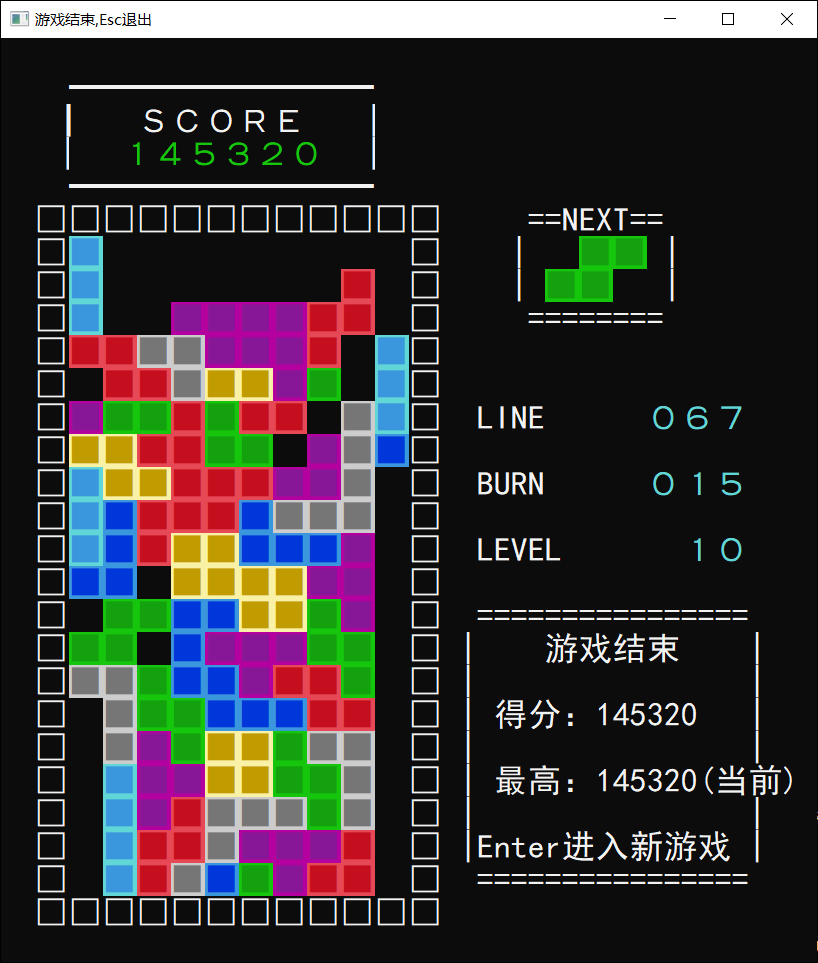 游戏结束,Esc退出
SCORE
145320
==NEXT==
========
LINE 067
BURN 015
LEVEL 10
================
游戏结束
得分：145320
最高：145320(当前)
Enter进入新游戏
================